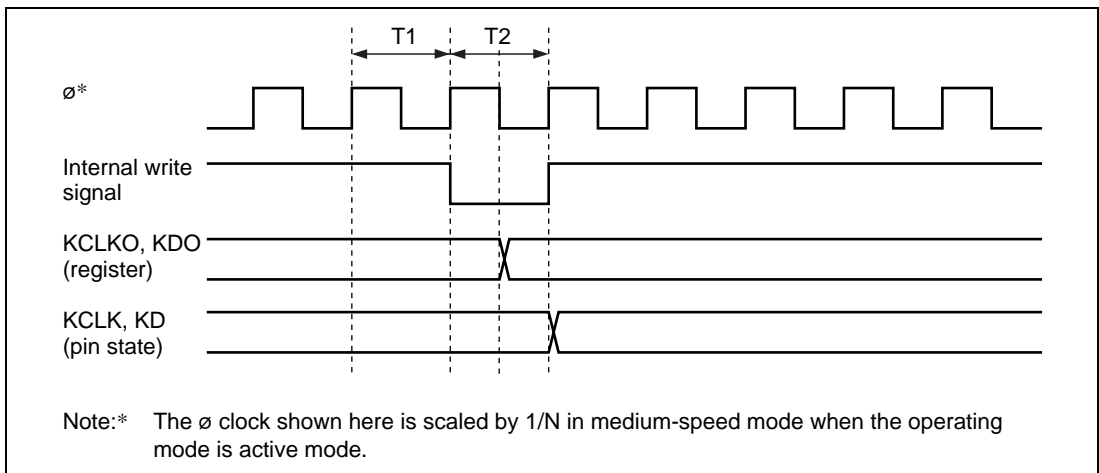 T1 T2
ø*
Internal write
signal
KCLKO, KDO
(register)
KCLK, KD
(pin state)
Note:* The ø clock shown here is scaled by 1/N in medium-speed mode when the operating
mode is active mode.